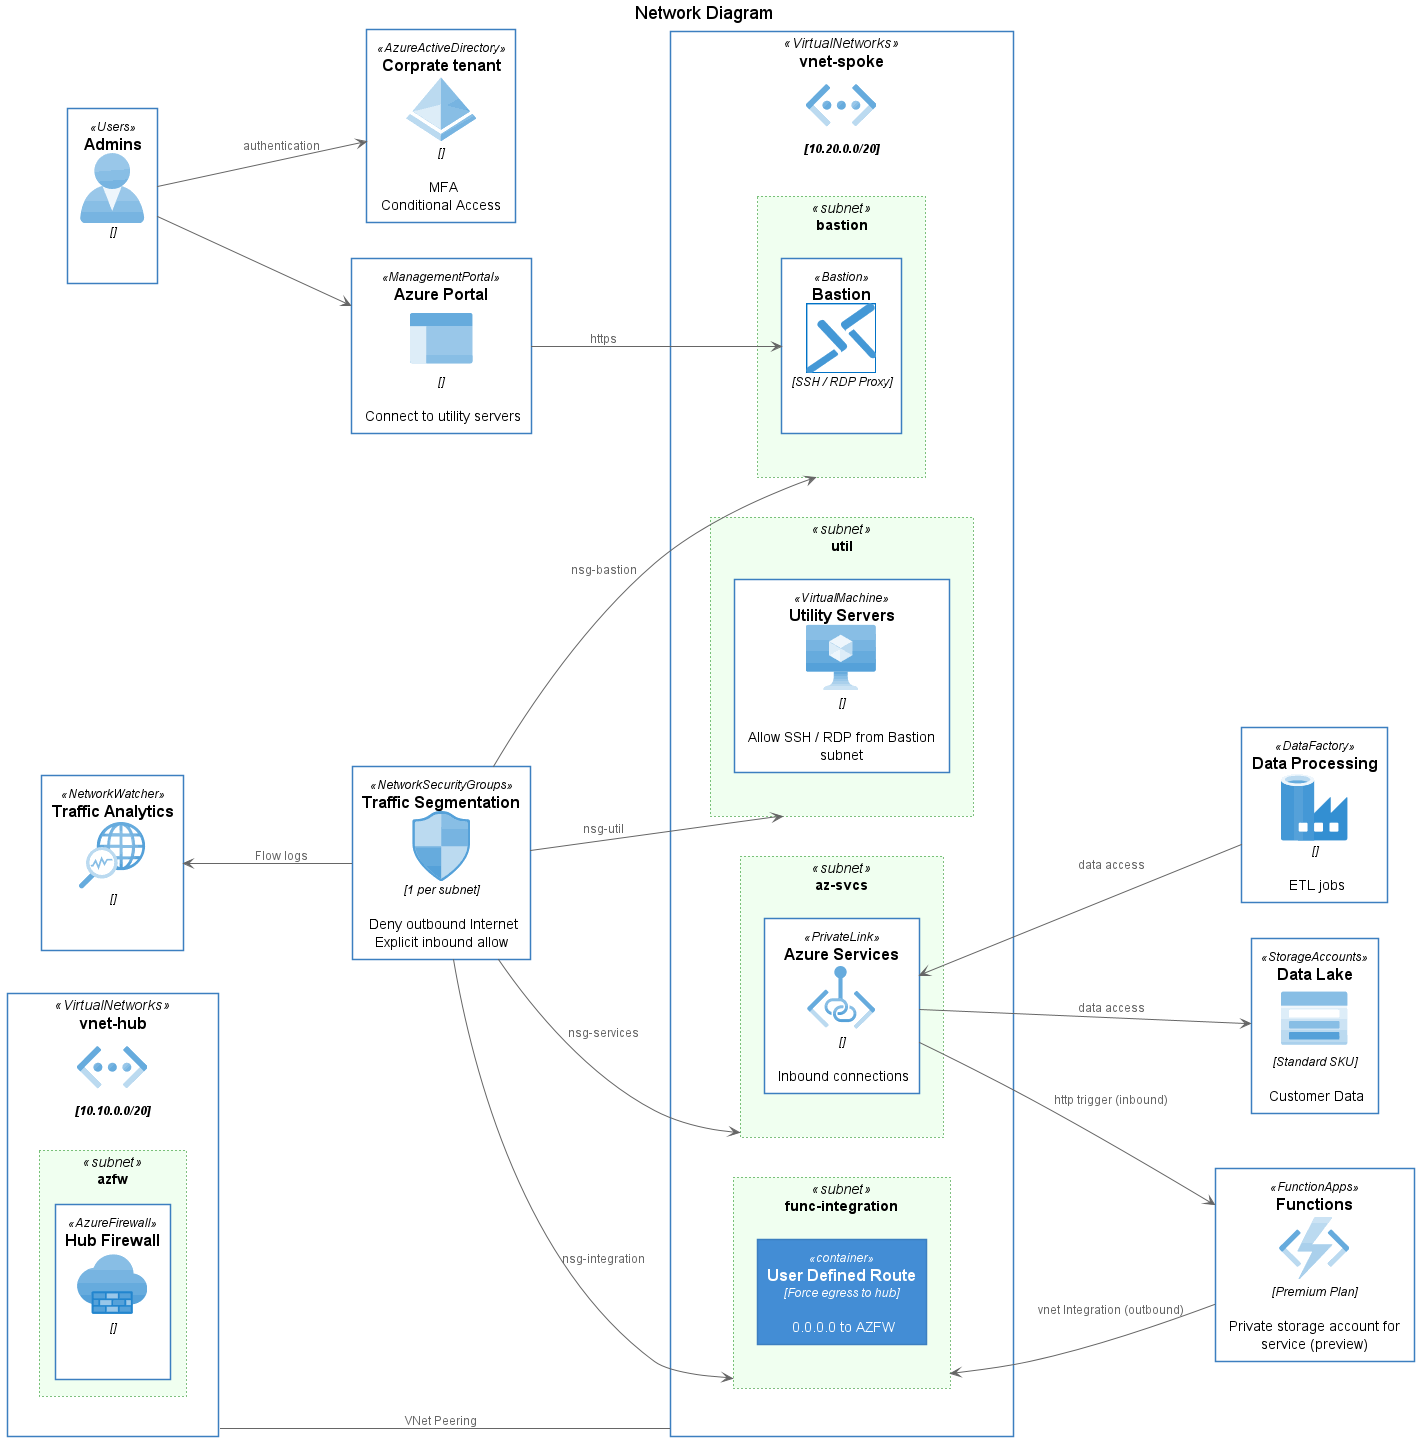 Network Diagram
«AzureActiveDirectory»
Corprate tenant
[]
MFA
Conditional Access
«Users»
Admins
[]
authentication
«ManagementPortal»
Azure Portal
[]
Connect to utility servers
https
«VirtualNetworks»
vnet-spoke
[10.20.0.0/20]
«subnet»
bastion
«Bastion»
Bastion
[SSH / RDP Proxy]
nsg-bastion
«subnet»
util
«VirtualMachine»
Utility Servers
[]
Allow SSH / RDP from Bastion
subnet
«NetworkWatcher»
Traffic Analytics
[]
Flow logs
«NetworkSecurityGroups»
Traffic Segmentation
[1 per subnet]
Deny outbound Internet
Explicit inbound allow
nsg-util
«subnet»
az-svcs
«PrivateLink»
Azure Services
[]
Inbound connections
nsg-services
«DataFactory»
Data Processing
[]
ETL jobs
data access
«StorageAccounts»
Data Lake
[Standard SKU]
Customer Data
data access
http trigger (inbound)
«FunctionApps»
Functions
[Premium Plan]
Private storage account for
service (preview)
vnet Integration (outbound)
«subnet»
func-integration
«container»
User Defined Route
[Force egress to hub]
0.0.0.0 to AZFW
nsg-integration
«VirtualNetworks»
vnet-hub
[10.10.0.0/20]
«subnet»
azfw
«AzureFirewall»
Hub Firewall
[]
VNet Peering